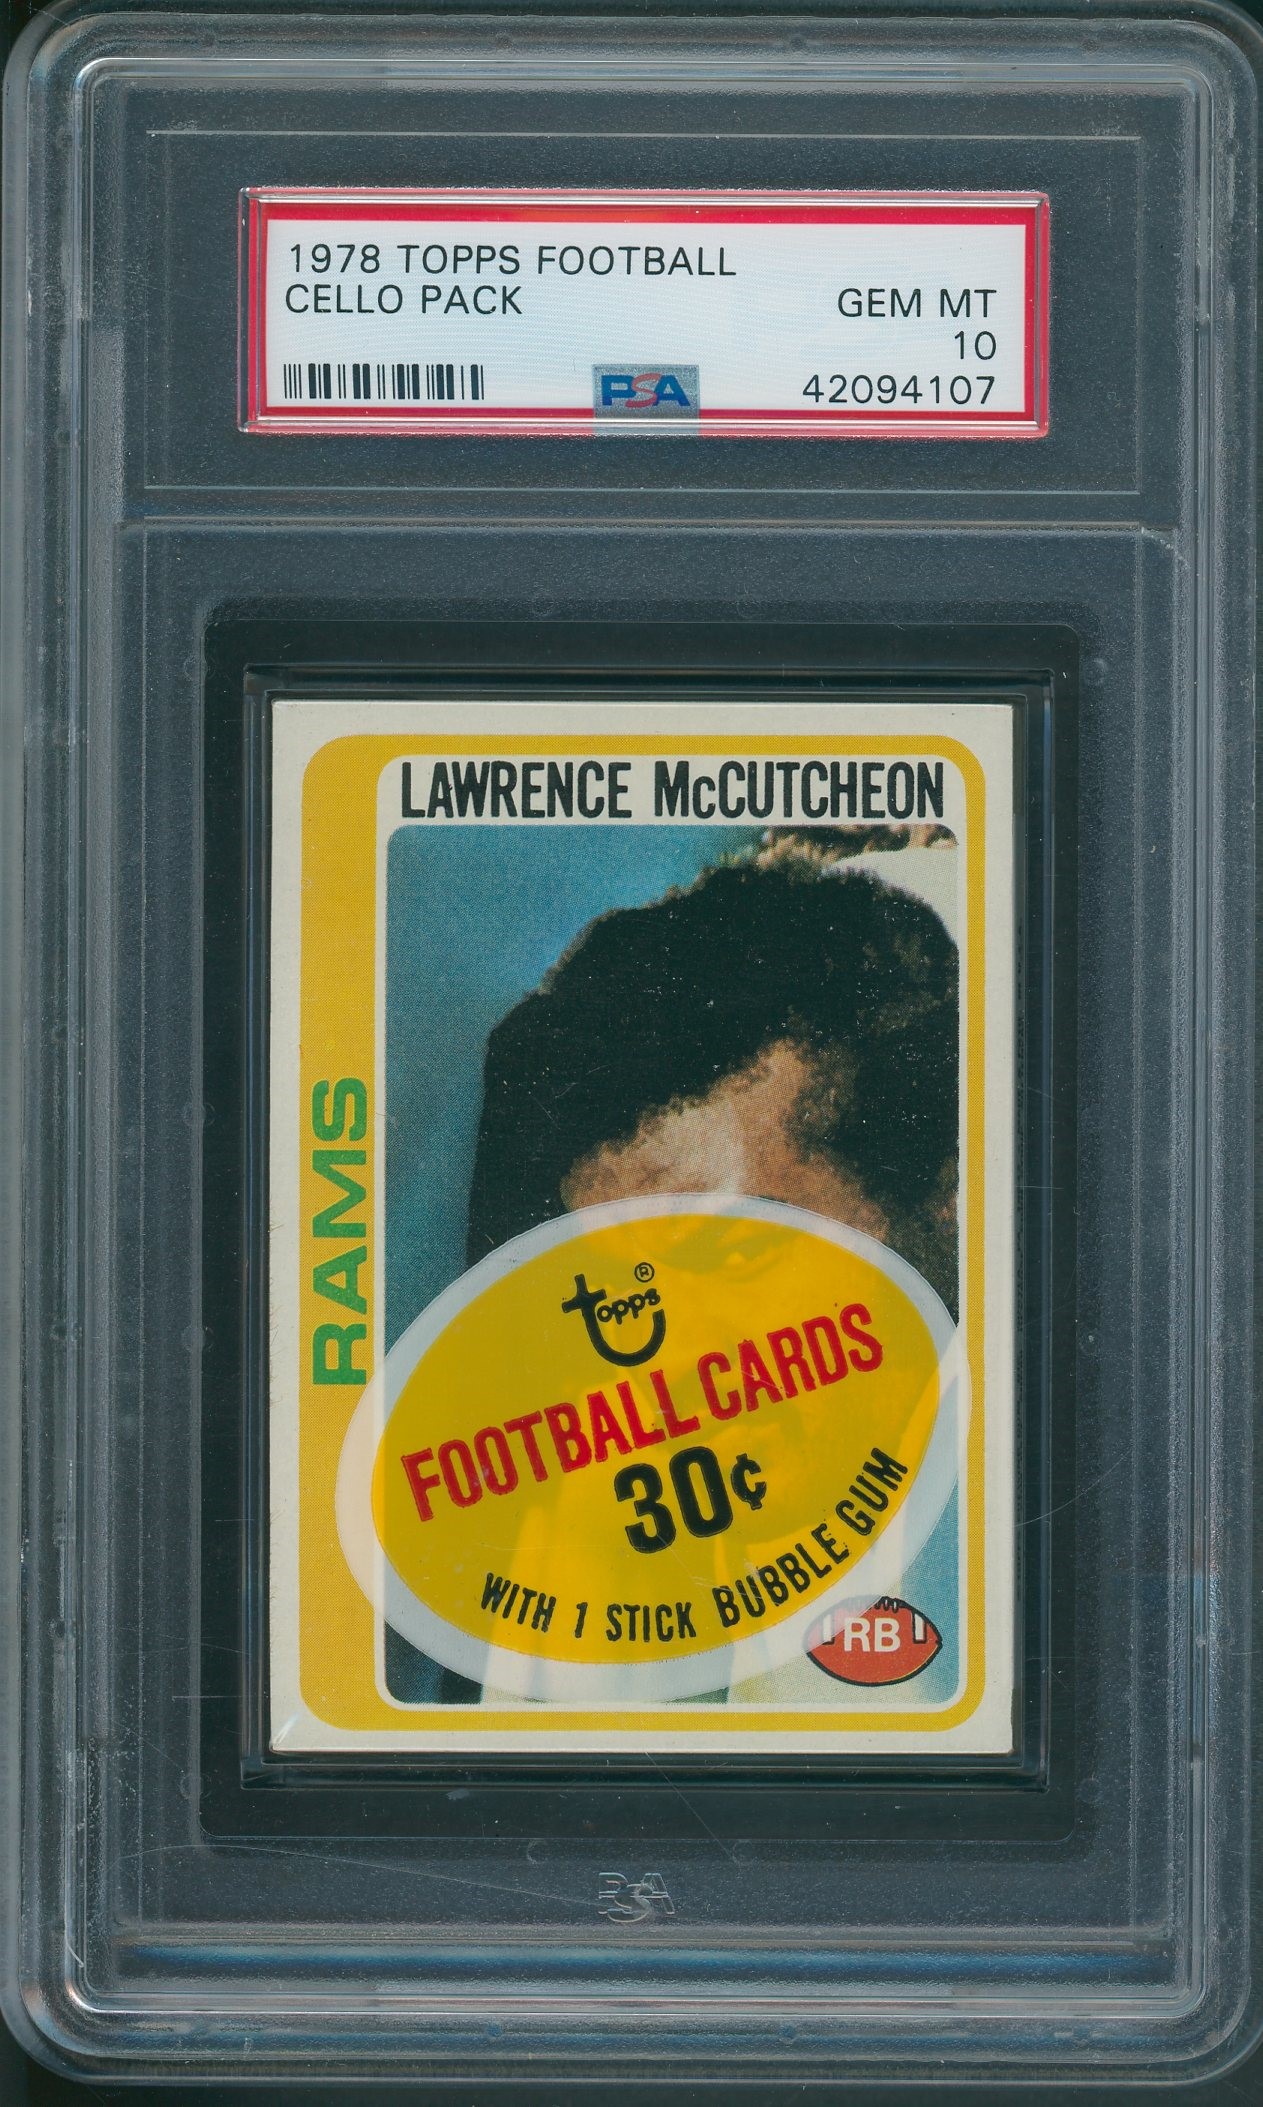 1978 TOPPS FOOTBALL
CELLO PACK
GEM MT
10
PSA
42094107
LAWRENCE McCUTCHEON
RAMS
topps®
FOOTBALL CARDS
30¢
WITH 1 STICK BUBBLE GUM
RB
PSA